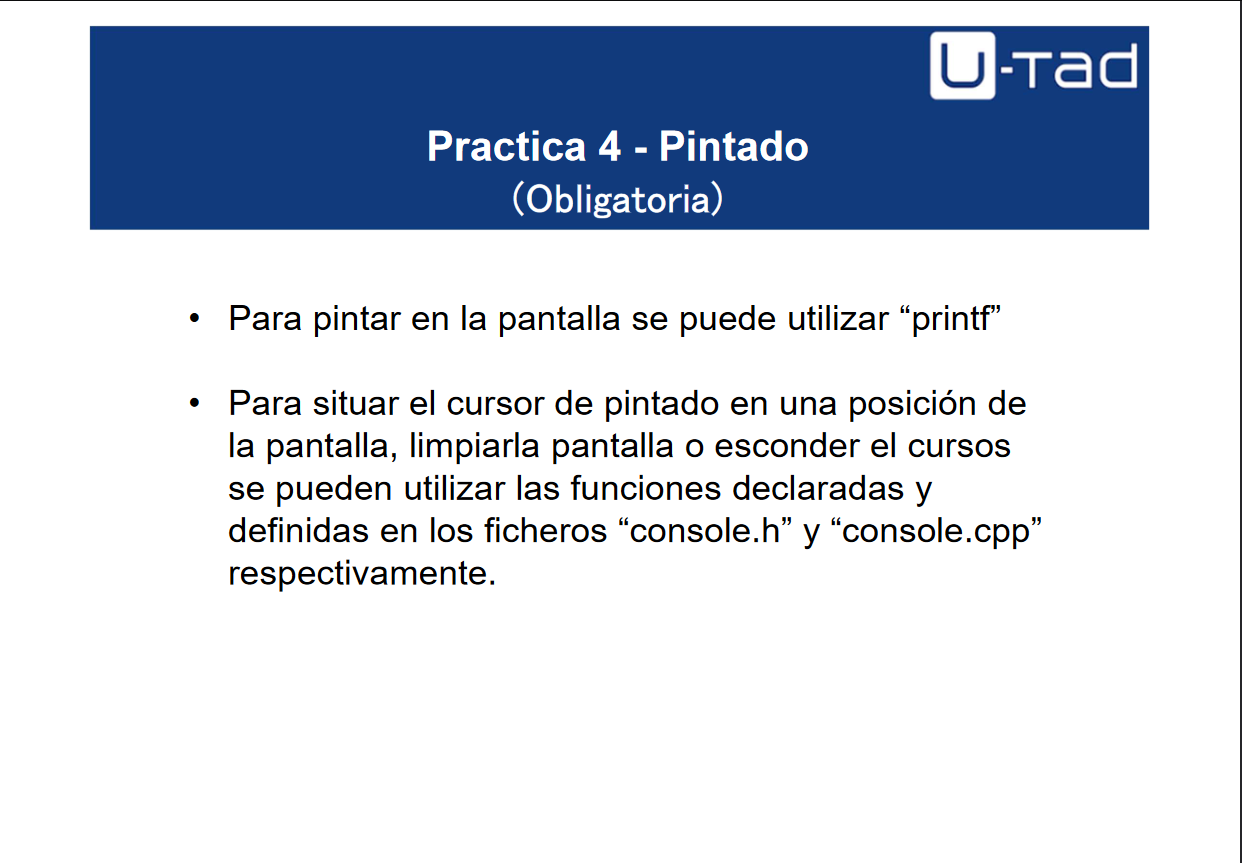 U-Tad
Practica 4 - Pintado
(Obligatoria)
• Para pintar en la pantalla se puede utilizar “printf”
• Para situar el cursor de pintado en una posición de
la pantalla, limpiarla pantalla o esconder el cursos
se pueden utilizar las funciones declaradas y
definidas en los ficheros “console.h” y “console.cpp”
respectivamente.